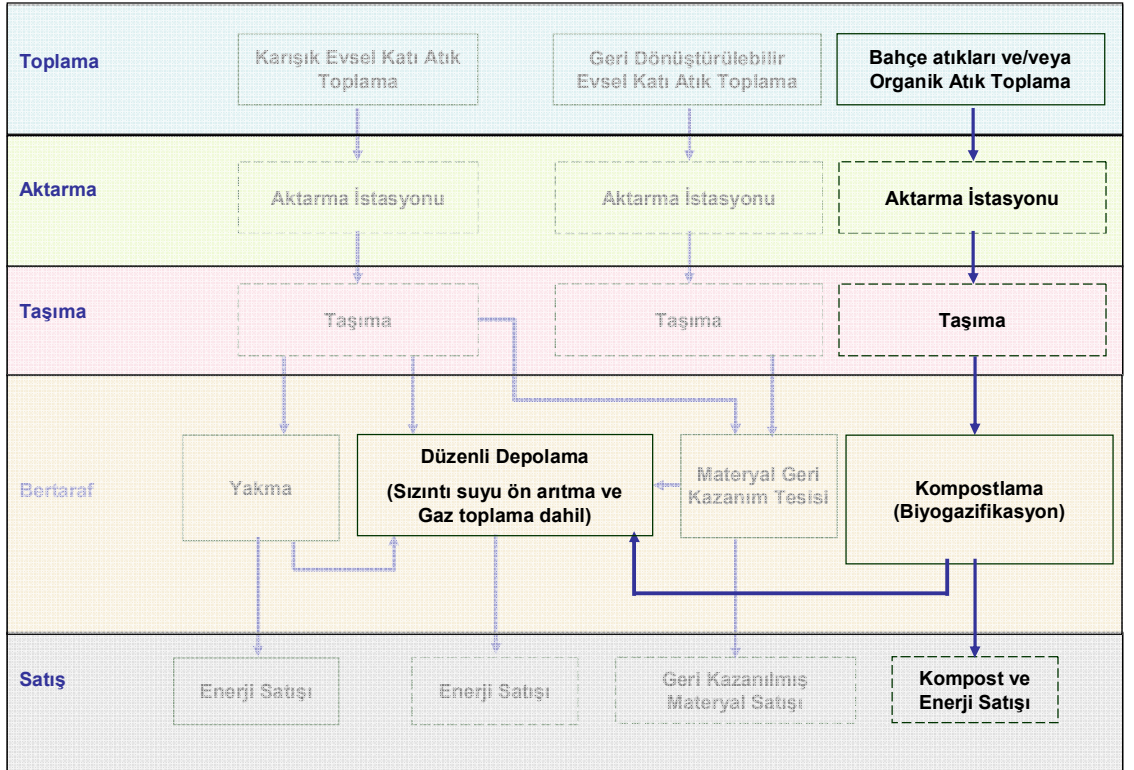 Toplama
Karışık Evsel Katı Atık
Toplama
Geri Dönüştürülebilir
Evsel Katı Atık Toplama
Bahçe atıkları ve/veya
Organik Atık Toplama
Aktarma
Aktarma İstasyonu
Aktarma İstasyonu
Aktarma İstasyonu
Taşıma
Taşıma
Taşıma
Taşıma
Bertaraf
Yakma
Düzenli Depolama
(Sızıntı suyu ön arıtma ve
Gaz toplama dahil)
Materyal Geri
Kazanım Tesisi
Kompostlama
(Biyogazifikasyon)
Satış
Enerji Satışı
Enerji Satışı
Geri Kazanılmış
Materyal Satışı
Kompost ve
Enerji Satışı